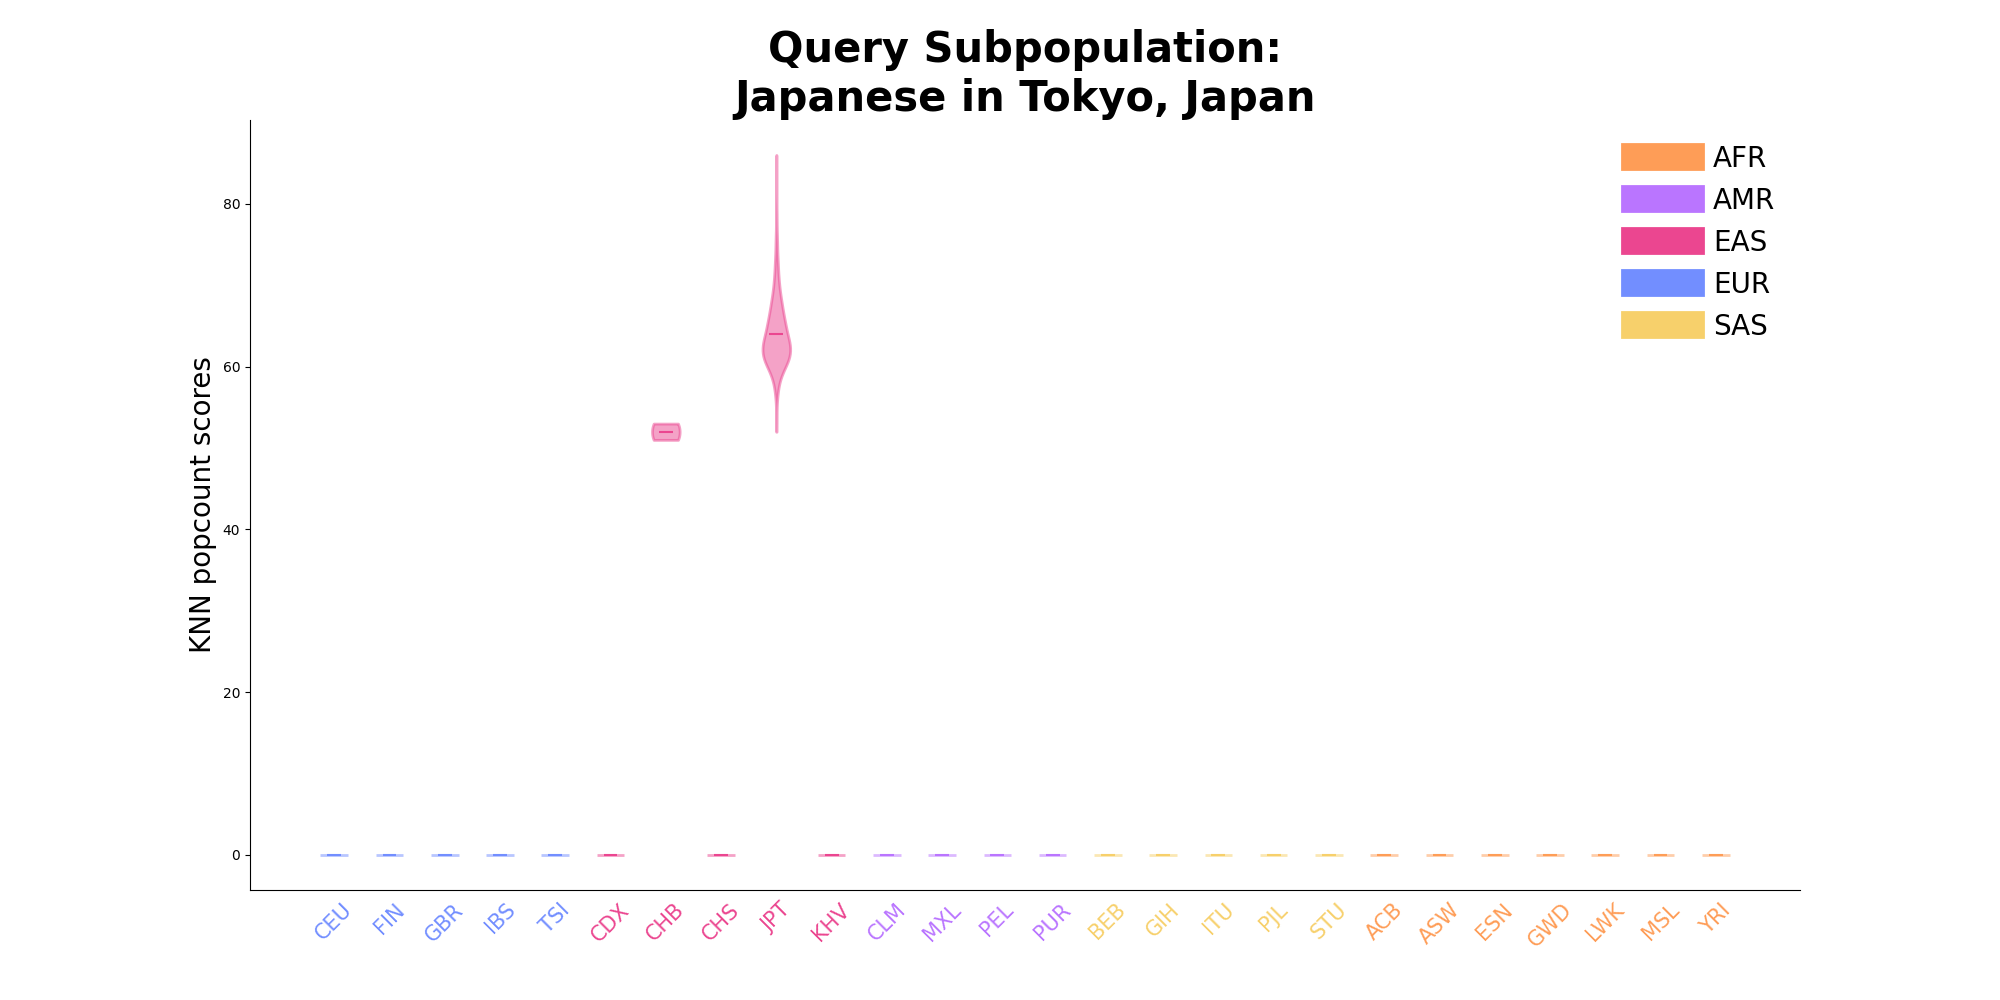 Query Subpopulation:
Japanese in Tokyo, Japan
KNN popcount scores
80
60
40
20
0
AFR
AMR
EAS
EUR
SAS
CEU FIN GBR IBS TSI CDX CHB CHS JPT KHV CLM MXL PEL PUR BEB GIH ITU PJL STU ACB ASW ESN GWD LWK MSL YRI